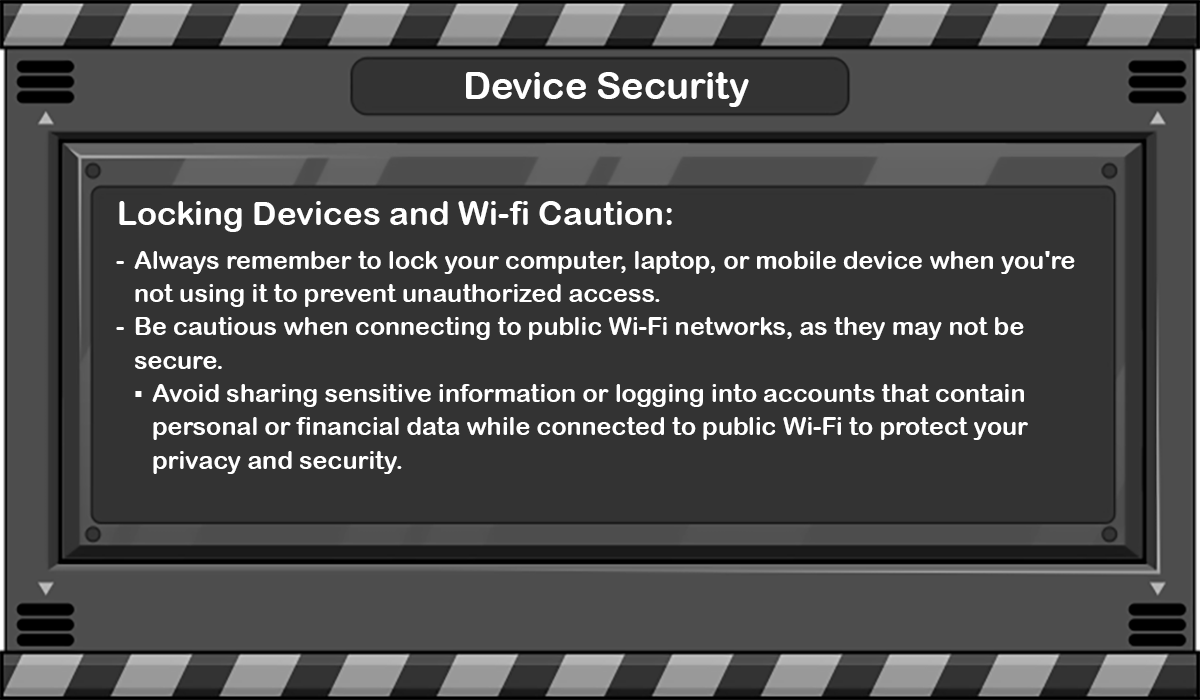 Device Security
Locking Devices and Wi-fi Caution:
- Always remember to lock your computer, laptop, or mobile device when you're
not using it to prevent unauthorized access.
- Be cautious when connecting to public Wi-Fi networks, as they may not be
secure.
▪ Avoid sharing sensitive information or logging into accounts that contain
personal or financial data while connected to public Wi-Fi to protect your
privacy and security.